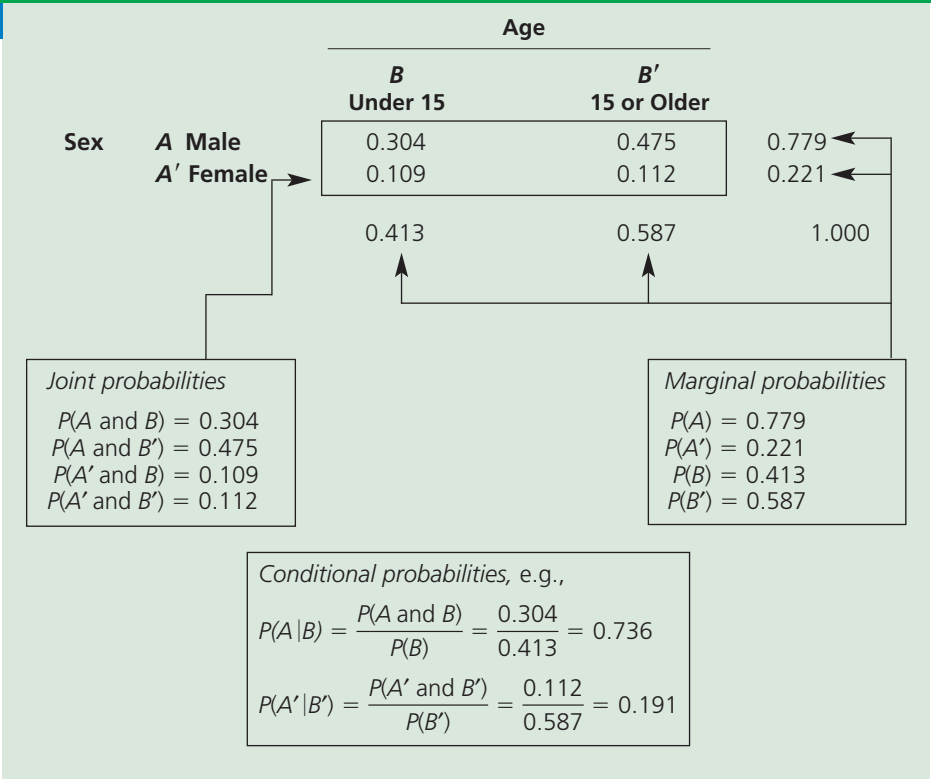 Age
B B′
Under 15 15 or Older
Sex A Male 0.304 0.475 0.779
A′ Female 0.109 0.112 0.221
0.413 0.587 1.000
Joint probabilities
P(A and B) = 0.304
P(A and B′) = 0.475
P(A′ and B) = 0.109
P(A′ and B′) = 0.112
Marginal probabilities
P(A) = 0.779
P(A′) = 0.221
P(B) = 0.413
P(B′) = 0.587
Conditional probabilities, e.g.,
P(A|B) = P(A and B) / P(B) = 0.304 / 0.413 = 0.736
P(A′|B′) = P(A′ and B′) / P(B′) = 0.112 / 0.587 = 0.191